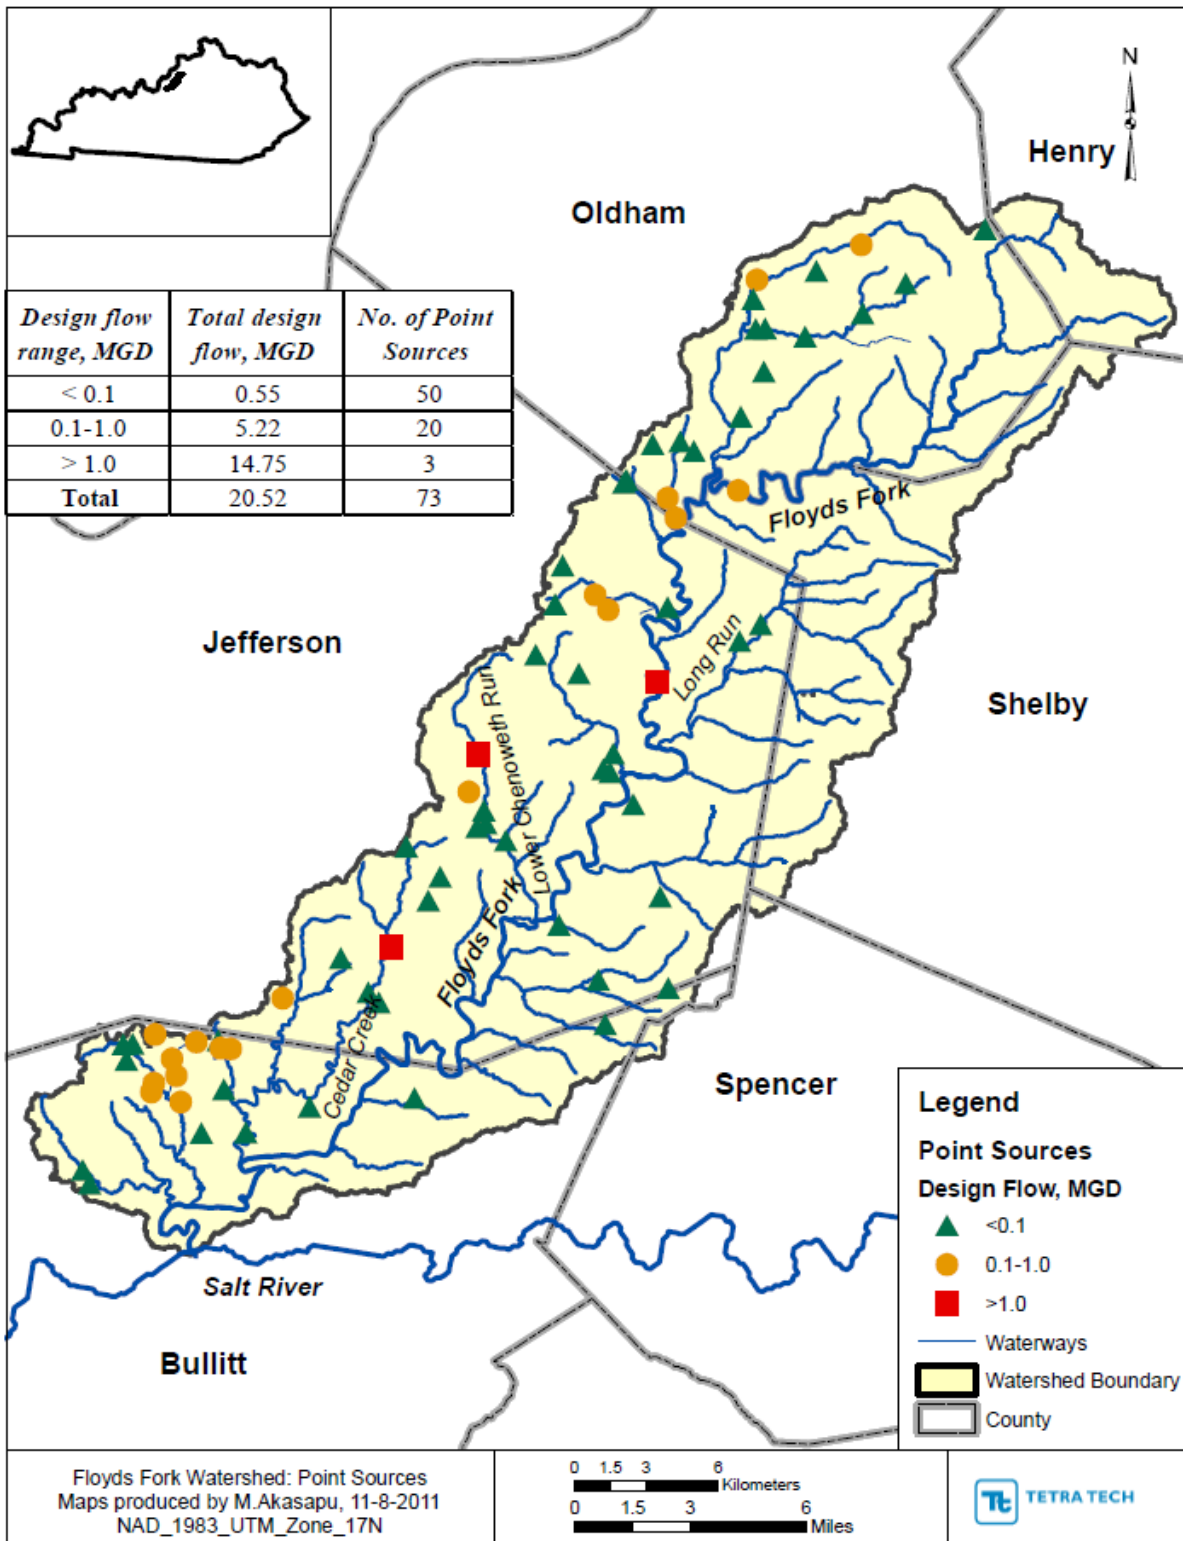 N
Henry
Oldham
Design flow range, MGD | Total design flow, MGD | No. of Point Sources
< 0.1 | 0.55 | 50
0.1-1.0 | 5.22 | 20
> 1.0 | 14.75 | 3
Total | 20.52 | 73
Floyds Fork
Jefferson
Long Run
Shelby
Lower Chenoweth Run
Floyds Fork
Cedar Creek
Spencer
Salt River
Bullitt
Legend
Point Sources
Design Flow, MGD
<0.1
0.1-1.0
>1.0
Waterways
Watershed Boundary
County
Floyds Fork Watershed: Point Sources
Maps produced by M.Akasapu, 11-8-2011
NAD_1983_UTM_Zone_17N
0 1.5 3 6
Kilometers
0 1.5 3 6
Miles
Tt TETRA TECH